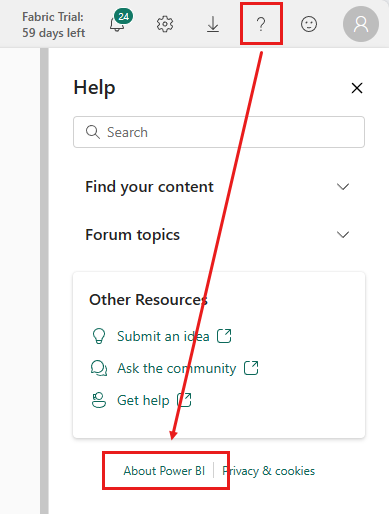 Fabric Trial:
59 days left
24
?
Help
Search
Find your content
Forum topics
Other Resources
Submit an idea
Ask the community
Get help
About Power BI
Privacy & cookies